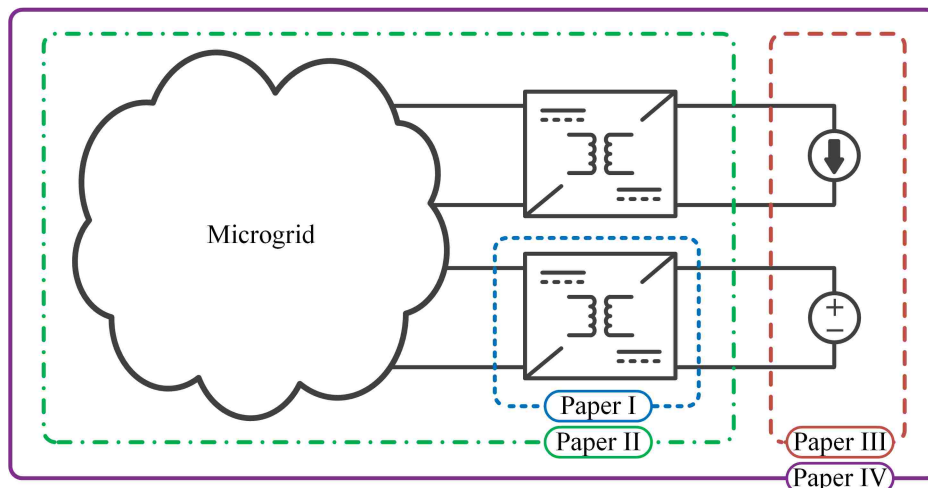 Microgrid
+
−
Paper I
Paper II
Paper III
Paper IV